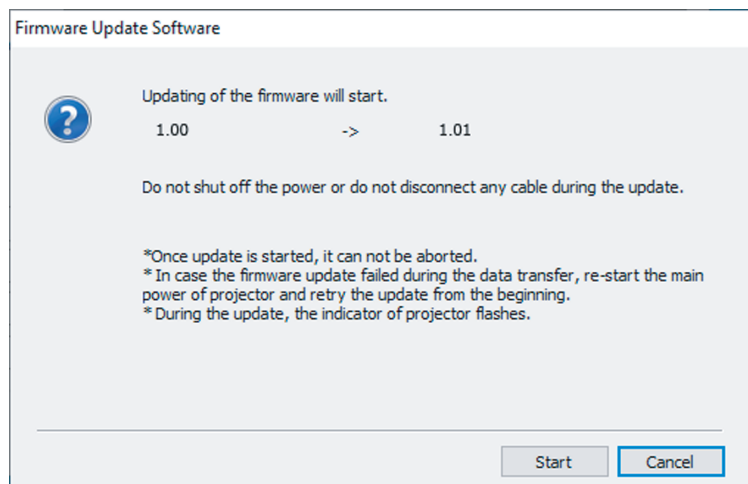 Firmware Update Software
Updating of the firmware will start.
1.00 -> 1.01
Do not shut off the power or do not disconnect any cable during the update.
*Once update is started, it can not be aborted.
* In case the firmware update failed during the data transfer, re-start the main
power of projector and retry the update from the beginning.
* During the update, the indicator of projector flashes.
Start Cancel